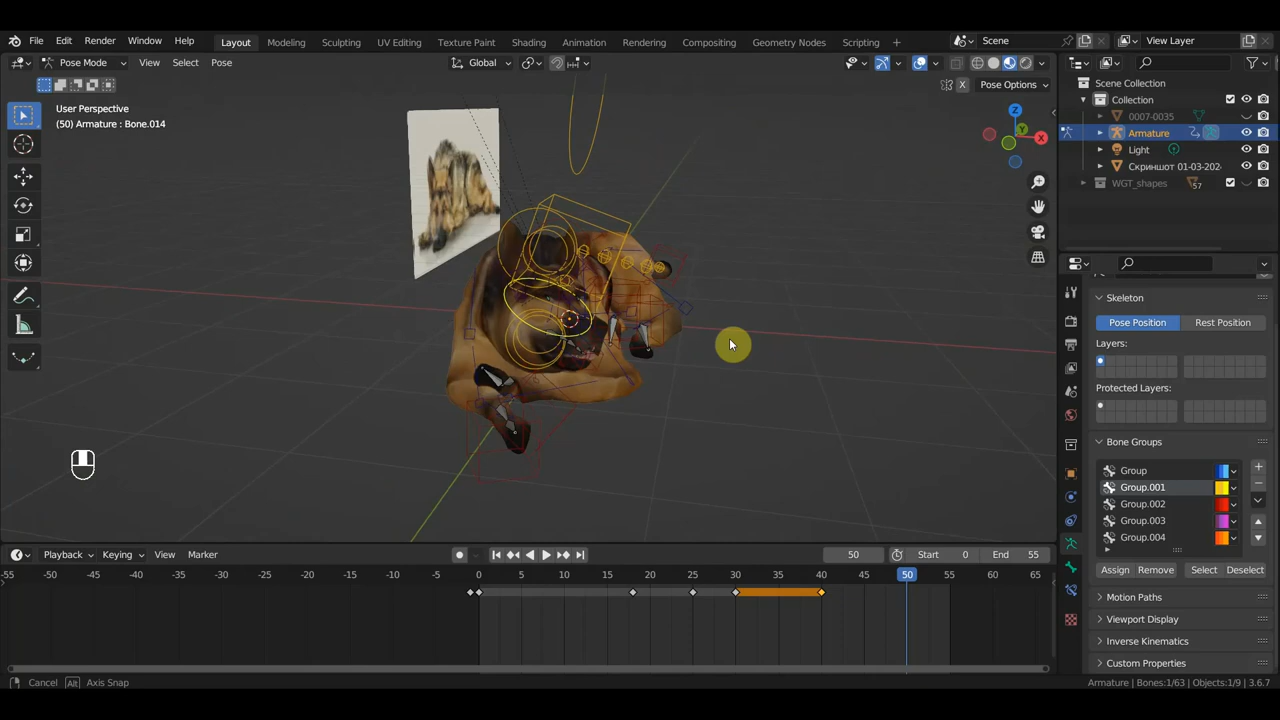 File Edit Render Window Help Layout Modeling Sculpting UV Editing Texture Paint Shading Animation Rendering Compositing Geometry Nodes Scripting Scene View Layer
Pose Mode View Select Pose Global
X Pose Options
User Perspective
(50) Armature : Bone.014
Z
Y
X
Scene Collection
Collection
0007-0035
Armature
Light
Скриншот 01-03-202
WGT_shapes 57
Skeleton
Pose Position Rest Position
Layers:
Protected Layers:
Bone Groups
Group
Group.001
Group.002
Group.003
Group.004
Assign Remove Select Deselect
Motion Paths
Viewport Display
Inverse Kinematics
Custom Properties
Playback Keying View Marker 50 Start 0 End 55
-55 -45 -40 -35 -30 -25 -20 -15 -10 -5 0 5 10 15 20 25 30 35 40 45 50 55 60 65
Cancel Alt Axis Snap Armature | Bones:1/63 | Objects:1/9 | 3.6.7